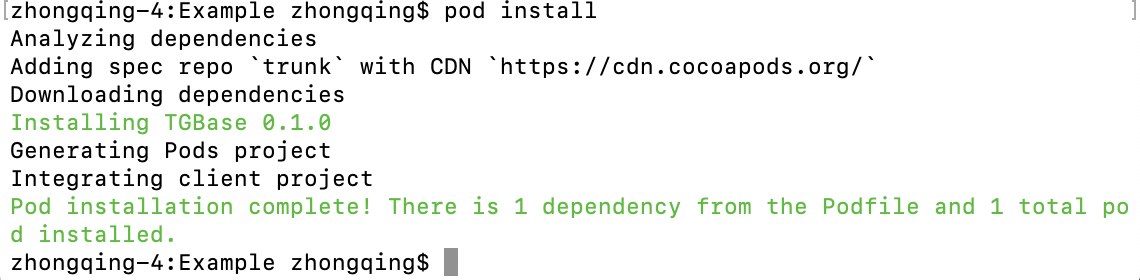 [zhongqing-4:Example zhongqing$ pod install ]
Analyzing dependencies
Adding spec repo `trunk` with CDN `https://cdn.cocoapods.org/`
Downloading dependencies
Installing TGBase 0.1.0
Generating Pods project
Integrating client project
Pod installation complete! There is 1 dependency from the Podfile and 1 total po
d installed.
zhongqing-4:Example zhongqing$